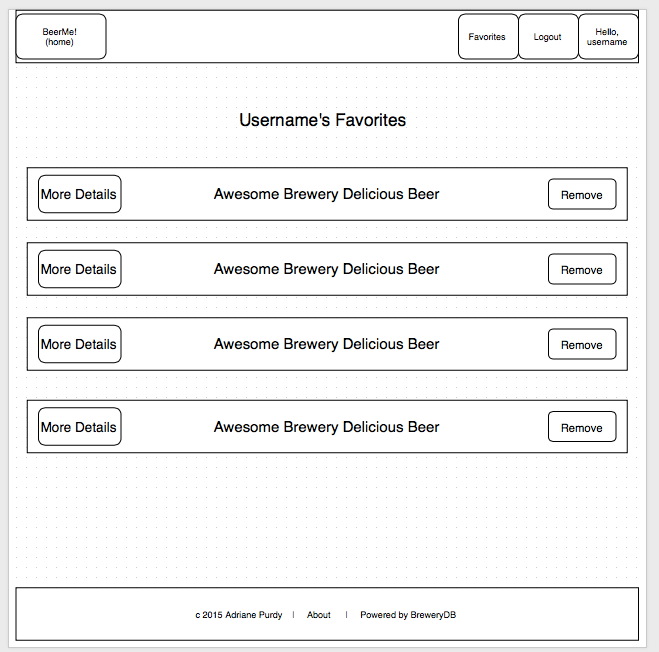 BeerMe!
(home)
Favorites
Logout
Hello,
username
Username's Favorites
More Details
Awesome Brewery Delicious Beer
Remove
More Details
Awesome Brewery Delicious Beer
Remove
More Details
Awesome Brewery Delicious Beer
Remove
More Details
Awesome Brewery Delicious Beer
Remove
c 2015 Adriane Purdy | About | Powered by BreweryDB